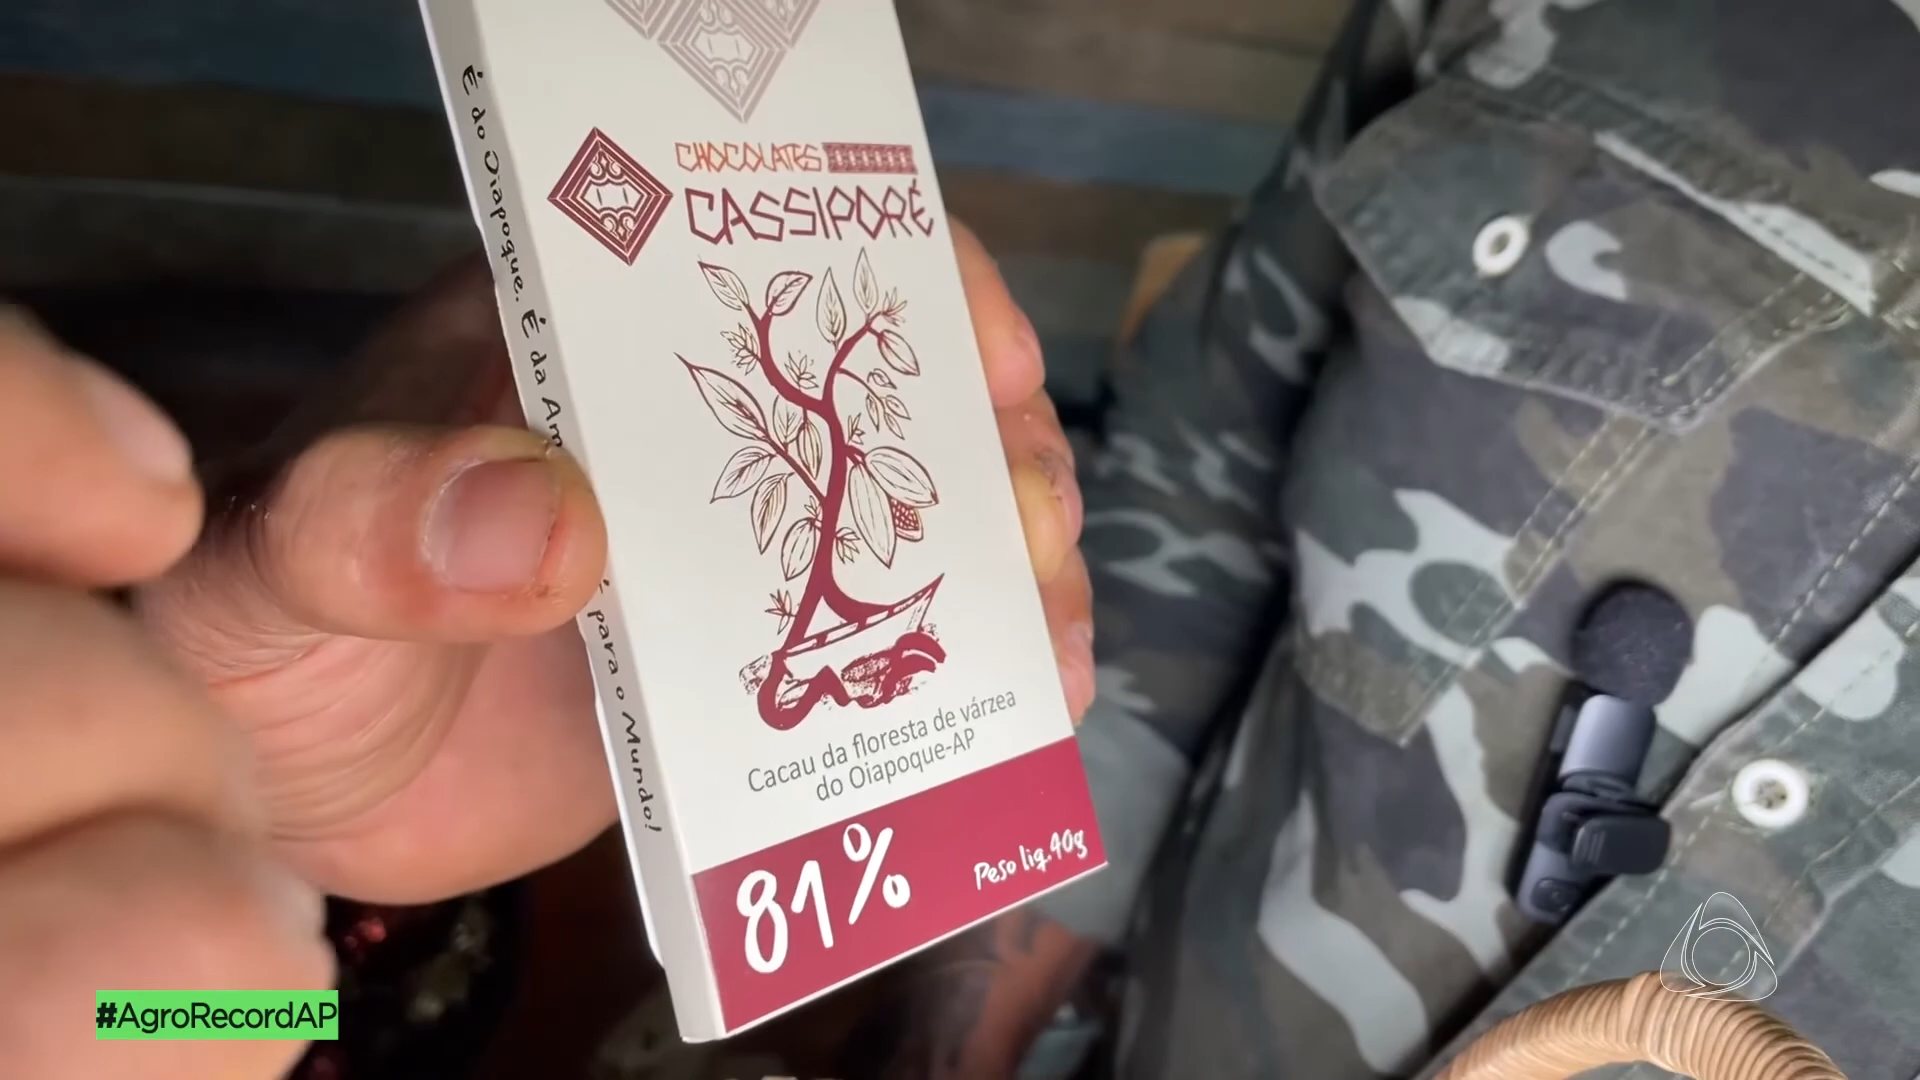 CHOCOLATES
CASSIPORÉ
Cacau da floresta de várzea
do Oiapoque-AP
81%
Peso liq. 40g
É do Oiapoque. É da Am
para o Mundo!
#AgroRecordAP